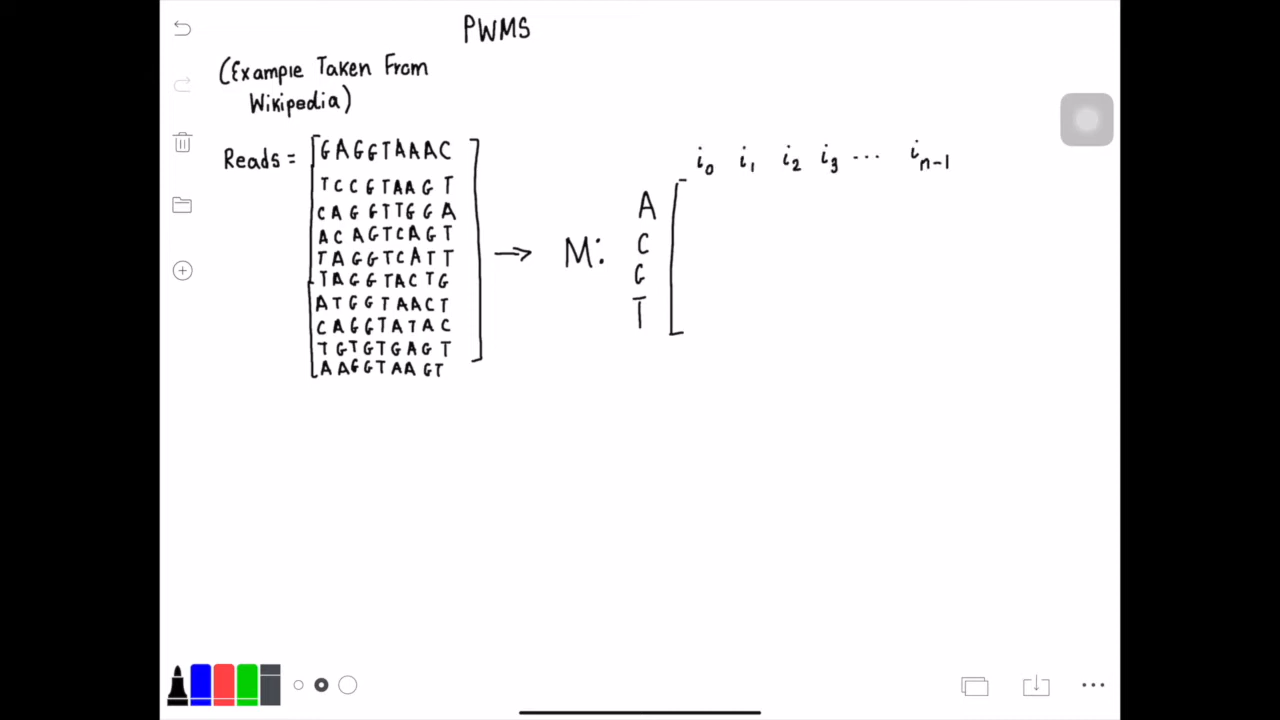 PWMS
(Example Taken From
Wikipedia)
Reads = GAGGTAAAC
TCCGTAAGT
CAGGTTGGA
ACAGTCAGT
TAGGTCATT
TAGGTACTG
ATGGTAACT
CAGGTATAC
TGTGTGAGT
AAGGTAAGT
→ M:
i₀ i₁ i₂ i₃ ... iₙ₋₁
A
C
G
T